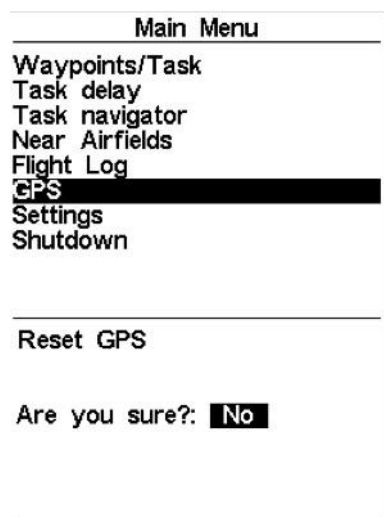 Main Menu
Waypoints/Task
Task delay
Task navigator
Near Airfields
Flight Log
GPS
Settings
Shutdown
Reset GPS
Are you sure?: No